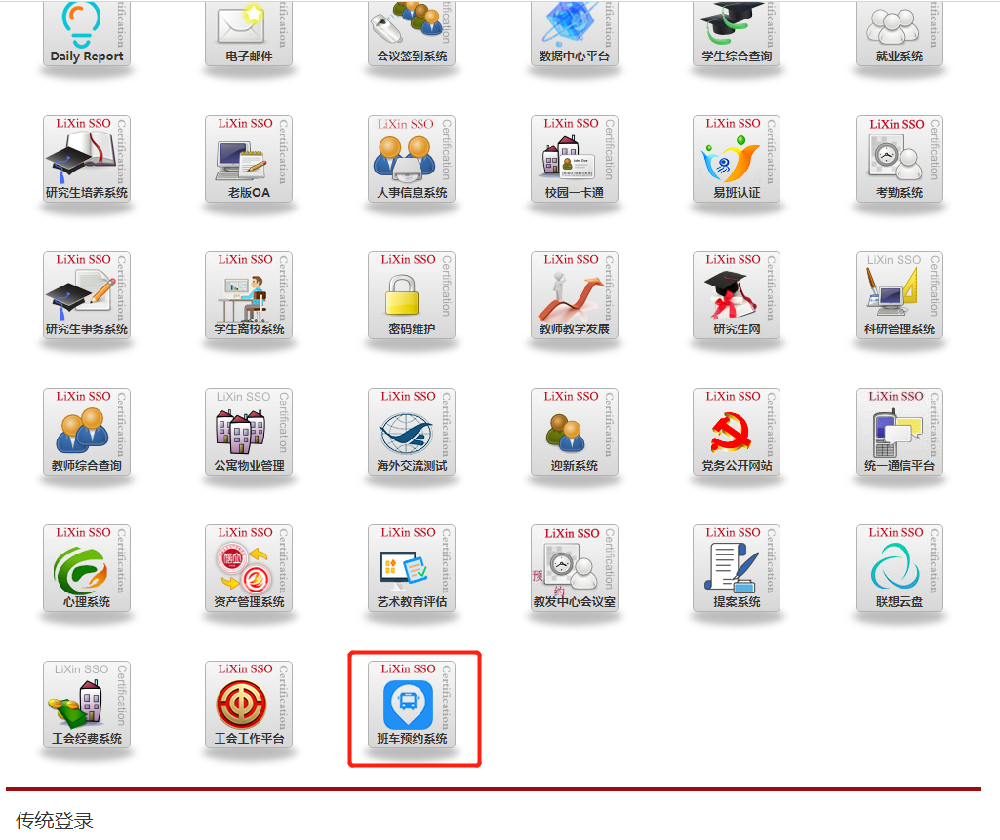 Certification Certification Certification Certification Certification Certification
Daily Report 电子邮件 会议签到系统 数据中心平台 学生综合查询 就业系统
LiXin SSO Certification LiXin SSO Certification LiXin SSO Certification LiXin SSO Certification LiXin SSO Certification LiXin SSO Certification
研究生培养系统 老版OA 人事信息系统 校园一卡通 易班认证 考勤系统
LiXin SSO Certification LiXin SSO Certification LiXin SSO Certification LiXin SSO Certification LiXin SSO Certification LiXin SSO Certification
研究生事务系统 学生离校系统 密码维护 教师教学发展 研究生网 科研管理系统
LiXin SSO Certification LiXin SSO Certification LiXin SSO Certification LiXin SSO Certification LiXin SSO Certification LiXin SSO Certification
教师综合查询 公寓物业管理 海外交流测试 迎新系统 党务公开网站 统一通信平台
LiXin SSO Certification LiXin SSO Certification LiXin SSO Certification LiXin SSO Certification LiXin SSO Certification LiXin SSO Certification
预约
心理系统 资产管理系统 艺术教育评估 教发中心会议室 提案系统 联想云盘
LiXin SSO Certification LiXin SSO Certification LiXin SSO Certification
工会经费系统 工会工作平台 班车预约系统
传统登录